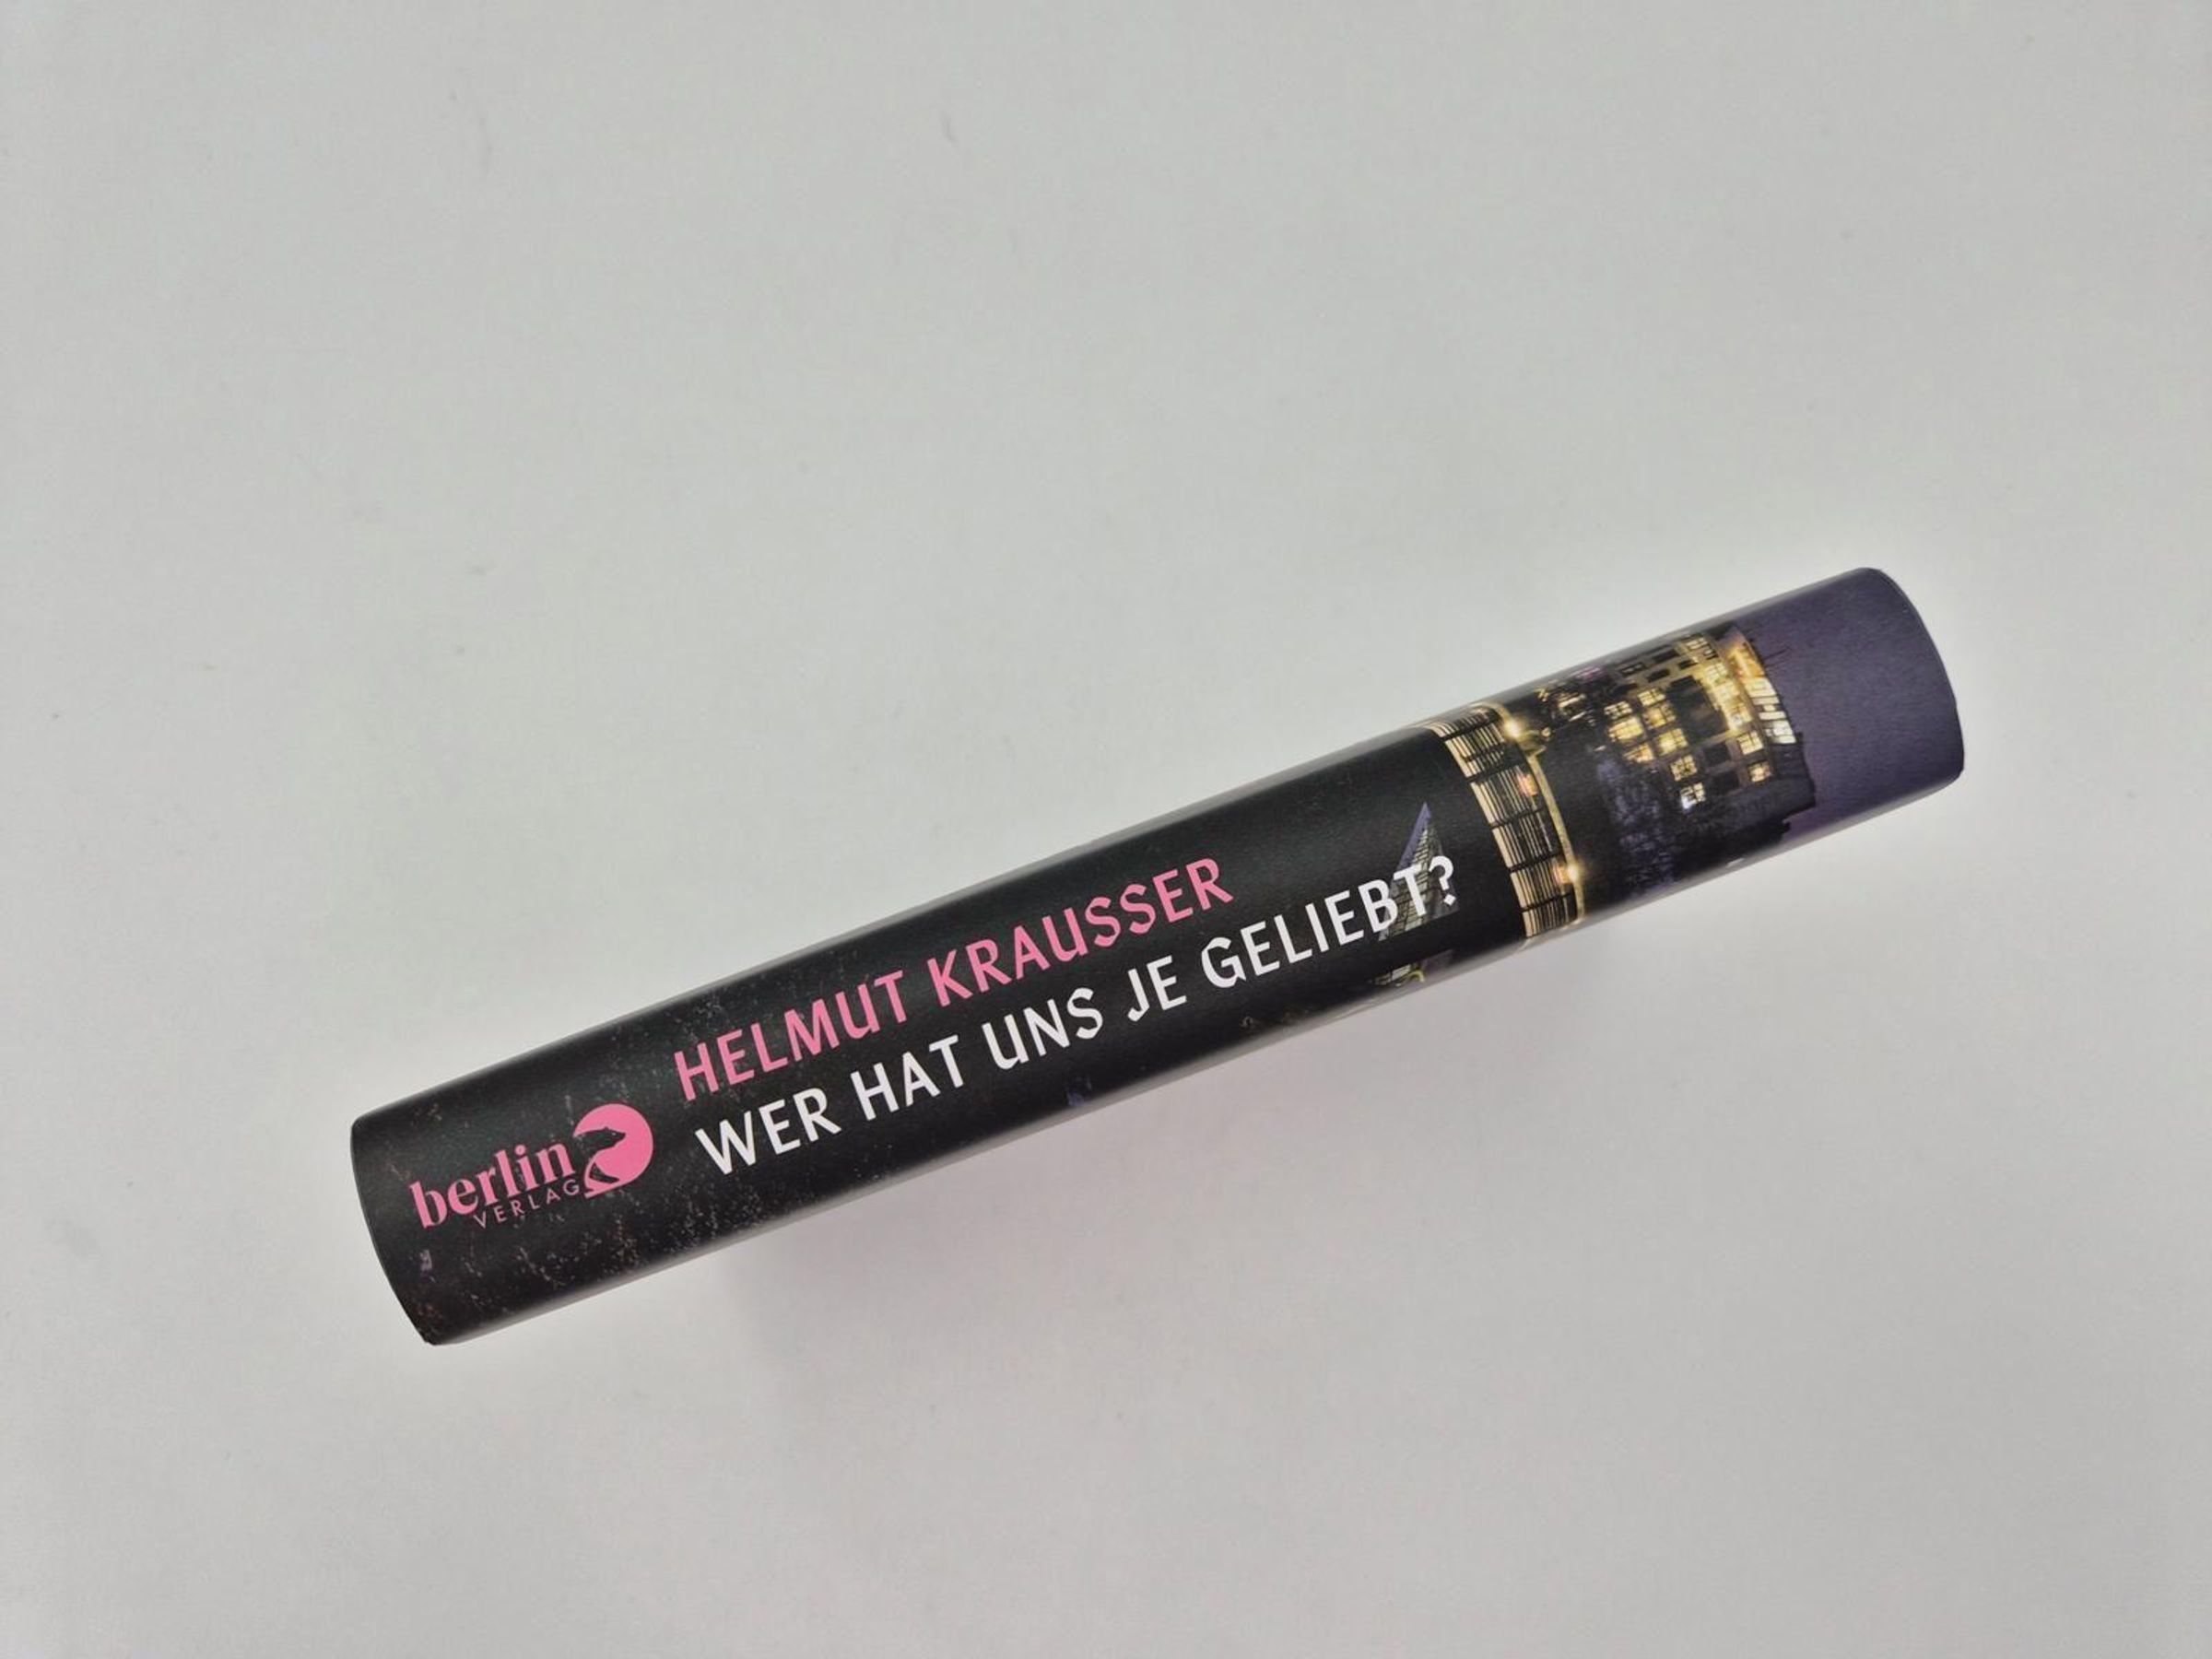 HELMUT KRAUSSER
WER HAT UNS JE GELIEBT?
berlin
VERLAG